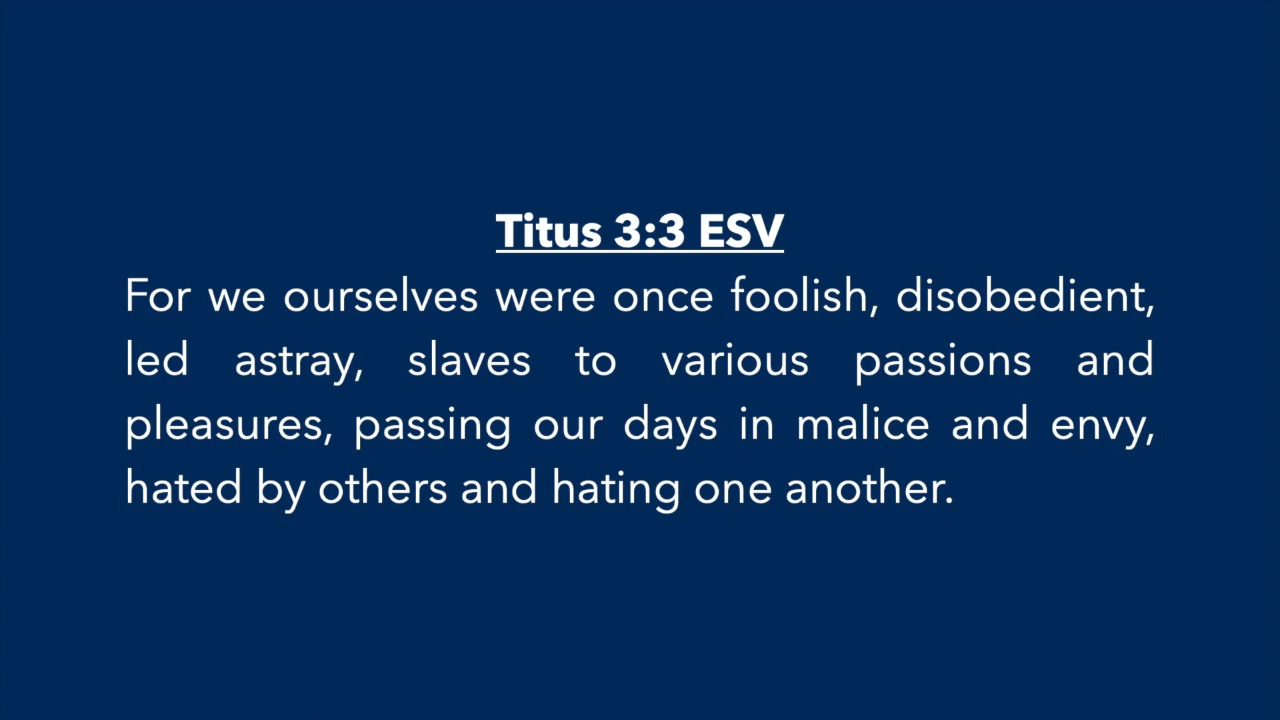 Titus 3:3 ESV
For we ourselves were once foolish, disobedient,
led astray, slaves to various passions and
pleasures, passing our days in malice and envy,
hated by others and hating one another.